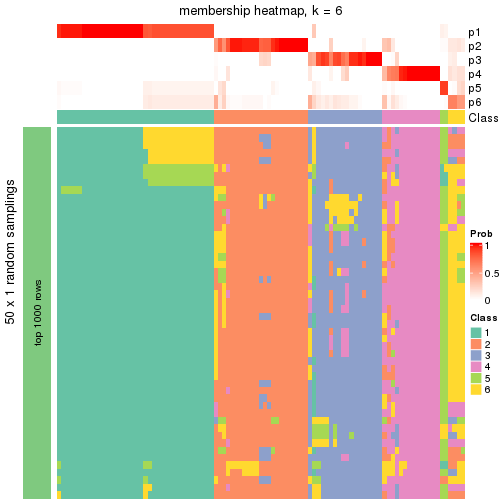 membership heatmap, k = 6
p1
p2
p3
p4
p5
p6
Class
50 x 1 random samplings
top 1000 rows
Prob
1
0.5
0
Class
1
2
3
4
5
6